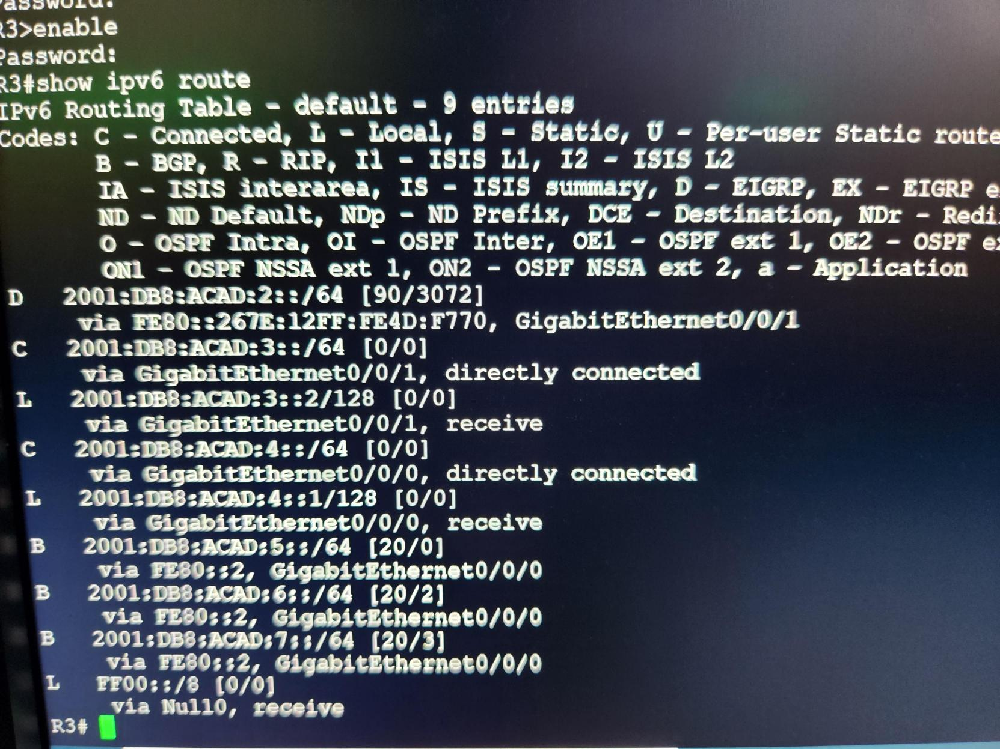 Password:
R3>enable
Password:
R3#show ipv6 route
IPv6 Routing Table - default - 9 entries
Codes: C - Connected, L - Local, S - Static, U - Per-user Static route
B - BGP, R - RIP, I1 - ISIS L1, I2 - ISIS L2
IA - ISIS interarea, IS - ISIS summary, D - EIGRP, EX - EIGRP e
ND - ND Default, NDp - ND Prefix, DCE - Destination, NDr - Redi
O - OSPF Intra, OI - OSPF Inter, OE1 - OSPF ext 1, OE2 - OSPF ex
ON1 - OSPF NSSA ext 1, ON2 - OSPF NSSA ext 2, a - Application
D 2001:DB8:ACAD:2::/64 [90/3072]
via FE80::267E:12FF:FE4D:F770, GigabitEthernet0/0/1
C 2001:DB8:ACAD:3::/64 [0/0]
via GigabitEthernet0/0/1, directly connected
L 2001:DB8:ACAD:3::2/128 [0/0]
via GigabitEthernet0/0/1, receive
C 2001:DB8:ACAD:4::/64 [0/0]
via GigabitEthernet0/0/0, directly connected
L 2001:DB8:ACAD:4::1/128 [0/0]
via GigabitEthernet0/0/0, receive
B 2001:DB8:ACAD:5::/64 [20/0]
via FE80::2, GigabitEthernet0/0/0
B 2001:DB8:ACAD:6::/64 [20/2]
via FE80::2, GigabitEthernet0/0/0
B 2001:DB8:ACAD:7::/64 [20/3]
via FE80::2, GigabitEthernet0/0/0
L FF00::/8 [0/0]
via Null0, receive
R3#